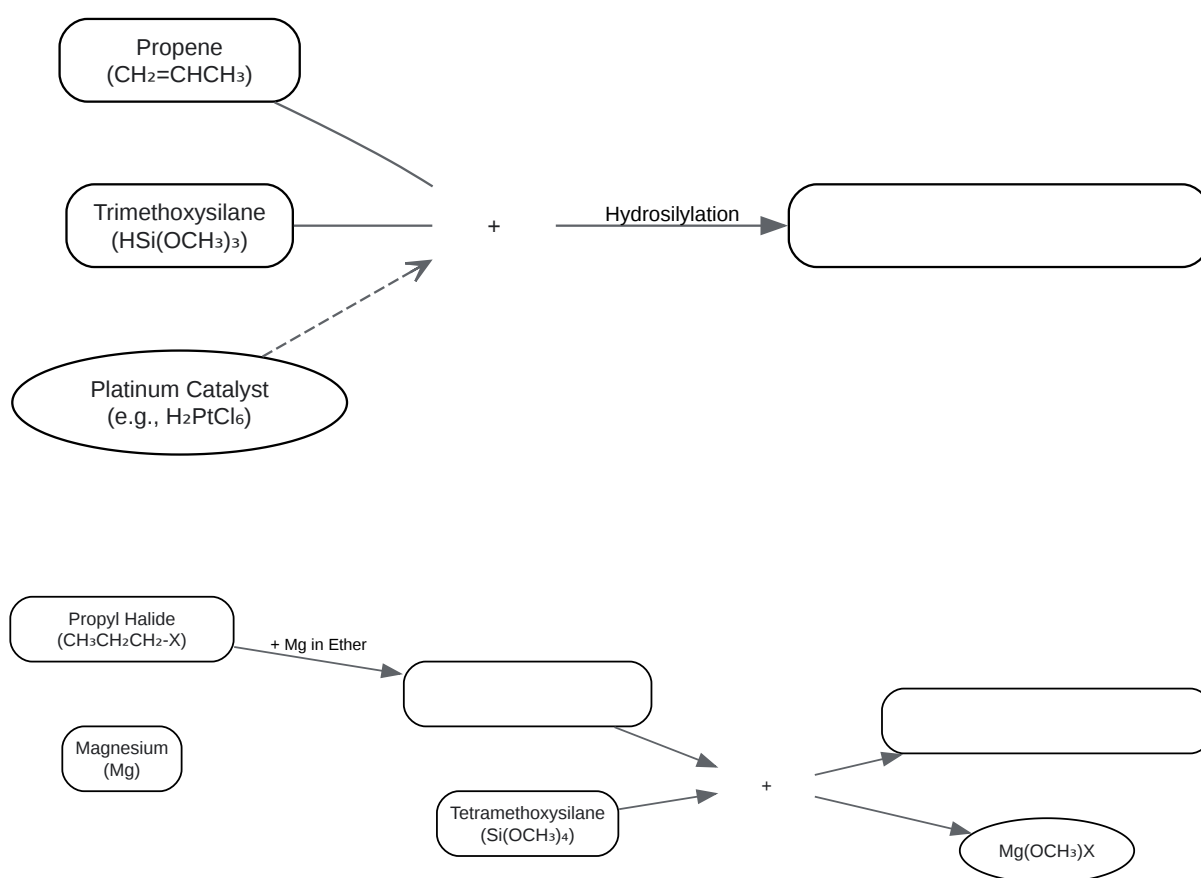 Propene
(CH₂=CHCH₃)
Trimethoxysilane
(HSi(OCH₃)₃)
+
Hydrosilylation
Platinum Catalyst
(e.g., H₂PtCl₆)
Propyl Halide
(CH₃CH₂CH₂-X)
+ Mg in Ether
Magnesium
(Mg)
Tetramethoxysilane
(Si(OCH₃)₄)
+
Mg(OCH₃)X